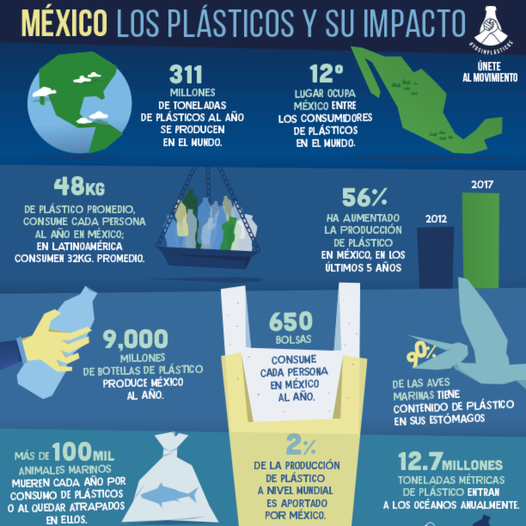 MÉXICO LOS PLÁSTICOS Y SU IMPACTO
#YOSINPLÁSTICOS
ÚNETE
AL MOVIMIENTO
311
MILLONES
DE TONELADAS
DE PLÁSTICOS AL AÑO
SE PRODUCEN
EN EL MUNDO.
12º
LUGAR OCUPA
MÉXICO ENTRE
LOS CONSUMIDORES
DE PLÁSTICOS
EN EL MUNDO.
48KG
DE PLÁSTICO PROMEDIO,
CONSUME CADA PERSONA
AL AÑO EN MÉXICO;
EN LATINOAMÉRICA
CONSUMEN 32KG. PROMEDIO.
56%
HA AUMENTADO
LA PRODUCCIÓN
DE PLÁSTICO
EN MÉXICO, EN LOS
ÚLTIMOS 5 AÑOS
2012
2017
9,000
MILLONES
DE BOTELLAS DE PLÁSTICO
PRODUCE MÉXICO
AL AÑO.
650
BOLSAS
CONSUME
CADA PERSONA
EN MÉXICO
AL AÑO.
90%
DE LAS AVES
MARINAS TIENE
CONTENIDO DE PLÁSTICO
EN SUS ESTÓMAGOS
MÁS DE 100MIL
ANIMALES MARINOS
MUEREN CADA AÑO POR
CONSUMO DE PLÁSTICOS
O AL QUEDAR ATRAPADOS
EN ELLOS.
2%
DE LA PRODUCCIÓN
DE PLÁSTICO
A NIVEL MUNDIAL
ES APORTADO
POR MÉXICO.
12.7MILLONES
TONELADAS MÉTRICAS
DE PLÁSTICO ENTRAN
A LOS OCÉANOS ANUALMENTE.